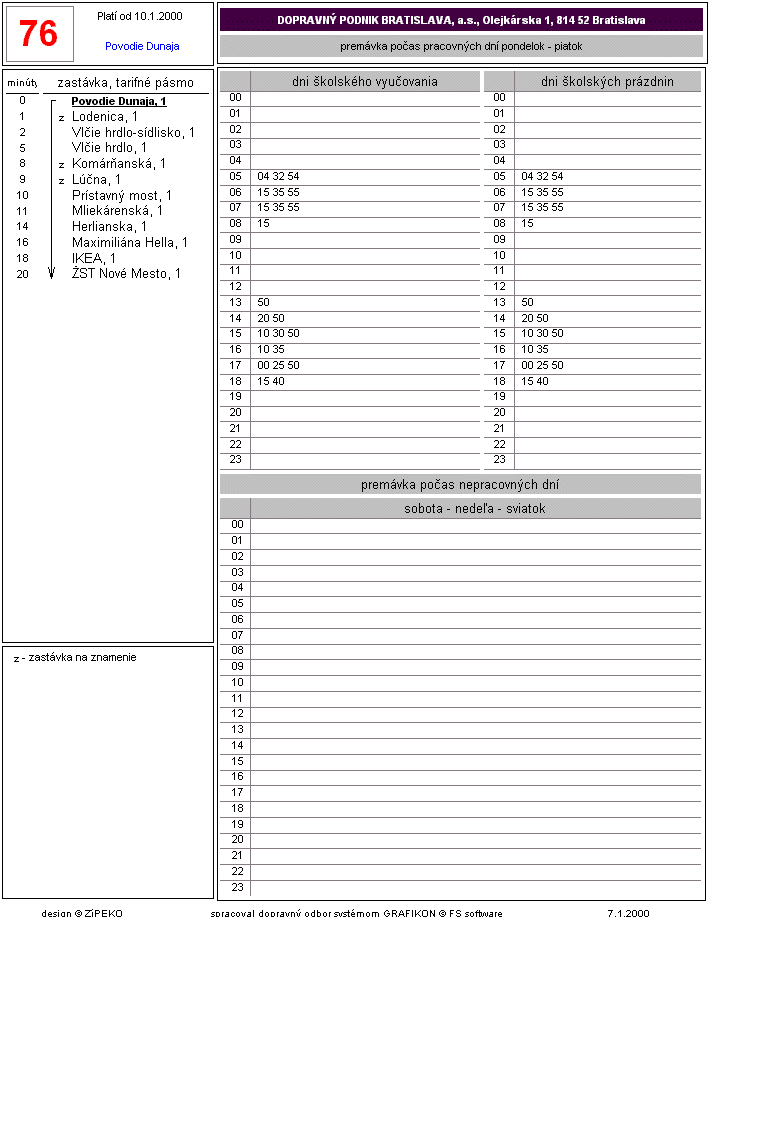 76
Platí od 10.1.2000
Povodie Dunaja
DOPRAVNÝ PODNIK BRATISLAVA, a.s., Olejkárska 1, 814 52 Bratislava
premávka počas pracovných dní pondelok - piatok
minúty zastávka, tarifné pásmo
0 Povodie Dunaja, 1
1 z Lodenica, 1
2 Vlčie hrdlo-sídlisko, 1
5 Vlčie hrdlo, 1
8 z Komárňanská, 1
9 z Lúčna, 1
10 Prístavný most, 1
11 Mliekárenská, 1
14 Herlianska, 1
16 Maximiliána Hella, 1
18 IKEA, 1
20 ŽST Nové Mesto, 1
z - zastávka na znamenie
dni školského vyučovania
00
01
02
03
04
05 04 32 54
06 15 35 55
07 15 35 55
08 15
09
10
11
12
13 50
14 20 50
15 10 30 50
16 10 35
17 00 25 50
18 15 40
19
20
21
22
23
dni školských prázdnin
00
01
02
03
04
05 04 32 54
06 15 35 55
07 15 35 55
08 15
09
10
11
12
13 50
14 20 50
15 10 30 50
16 10 35
17 00 25 50
18 15 40
19
20
21
22
23
premávka počas nepracovných dní
sobota - nedeľa - sviatok
00
01
02
03
04
05
06
07
08
09
10
11
12
13
14
15
16
17
18
19
20
21
22
23
design © ZiPEKO spracoval dopravný odbor systémom GRAFIKON © FS software 7.1.2000